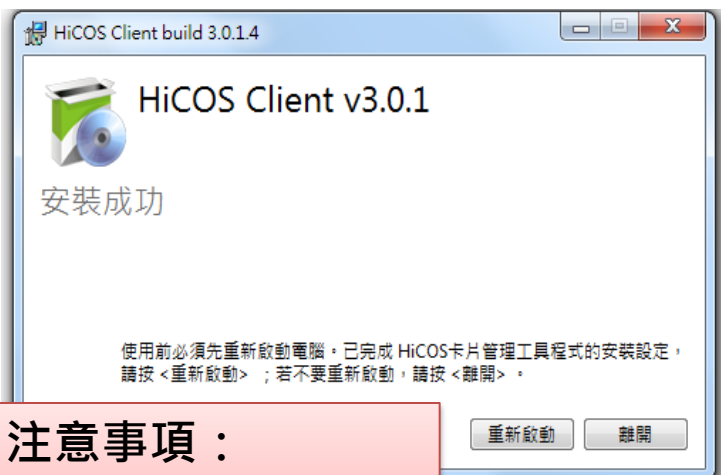 HiCOS Client build 3.0.1.4
HiCOS Client v3.0.1
安裝成功
使用前必須先重新啟動電腦。已完成 HiCOS卡片管理工具程式的安裝設定，
請按 <重新啟動> ；若不要重新啟動，請按 <離開> 。
重新啟動 離開
注意事項：